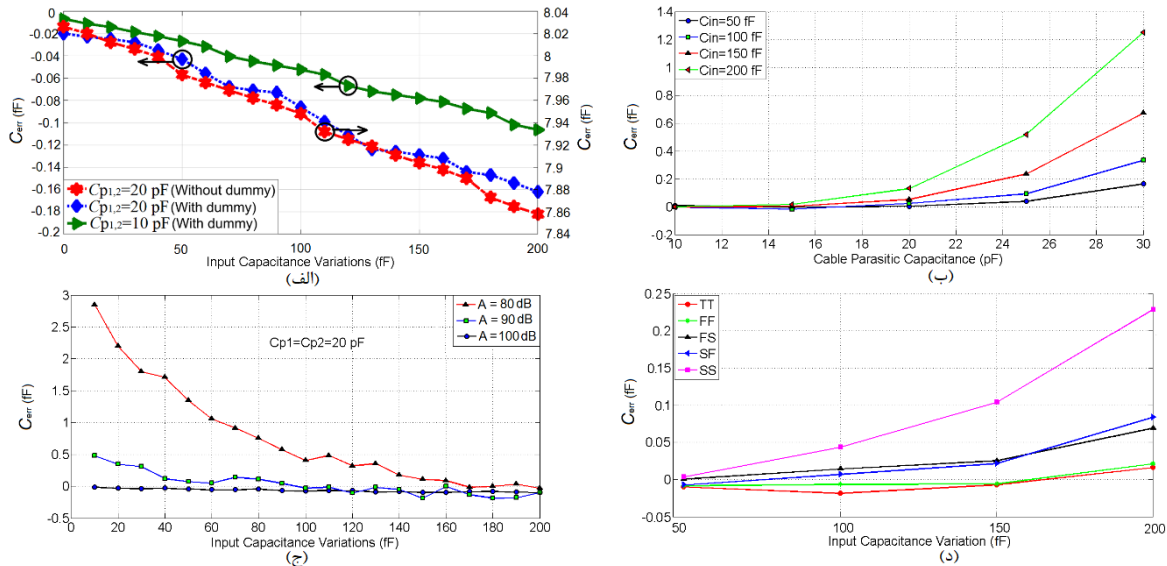 0
-0.02
-0.04
-0.06
-0.08
-0.1
-0.12
-0.14
-0.16
-0.18
-0.2
Cerr (fF)
8.04
8.02
8
7.98
7.96
7.94
7.92
7.9
7.88
7.86
7.84
Cerr (fF)
Cp1,2=20 pF (Without dummy)
Cp1,2=20 pF (With dummy)
Cp1,2=10 pF (With dummy)
0 50 100 150 200
Input Capacitance Variations (fF)
(الف)
1.4
1.2
1
0.8
0.6
0.4
0.2
0
-0.2
Cerr (fF)
Cin=50 fF
Cin=100 fF
Cin=150 fF
Cin=200 fF
10 12 14 16 18 20 22 24 26 28 30
Cable Parasitic Capacitance (pF)
(ب)
3
2.5
2
1.5
1
0.5
0
-0.5
Cerr (fF)
Cp1=Cp2=20 pF
A = 80 dB
A = 90 dB
A = 100 dB
0 20 40 60 80 100 120 140 160 180 200
Input Capacitance Variations (fF)
(ج)
0.25
0.2
0.15
0.1
0.05
0
-0.05
Cerr (fF)
TT
FF
FS
SF
SS
50 100 150 200
Input Capacitance Variation (fF)
(د)